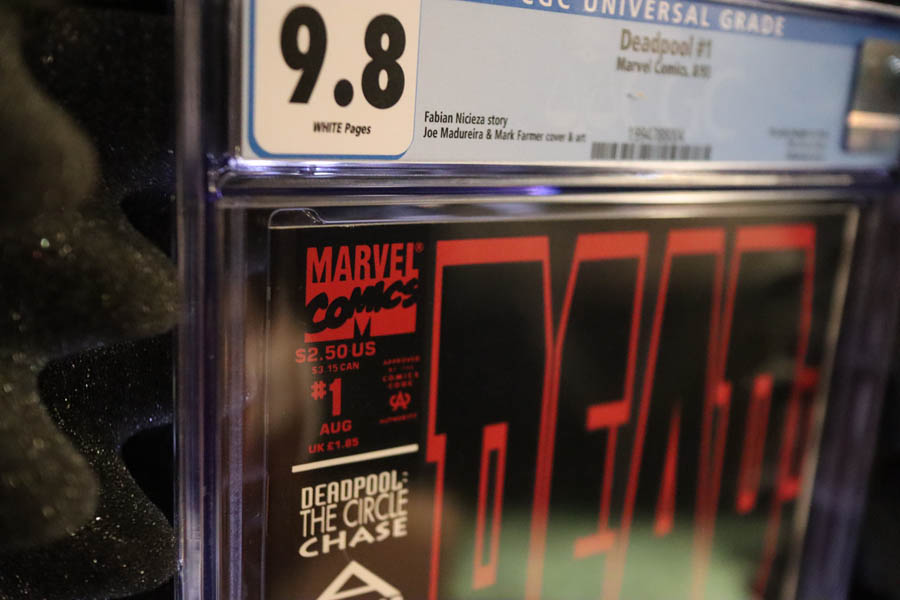 9.8
WHITE Pages
CGC UNIVERSAL GRADE
Deadpool #1
Marvel Comics, 8/93
Fabian Nicieza story
Joe Madureira & Mark Farmer cover & art
MARVEL®
COMICS
$2.50 US
$3.15 CAN
#1
AUG
UK £1.85
APPROVED
BY THE
COMICS
CODE
CA
AUTHORITY
DEADPOOL:
THE CIRCLE
CHASE
DEAD